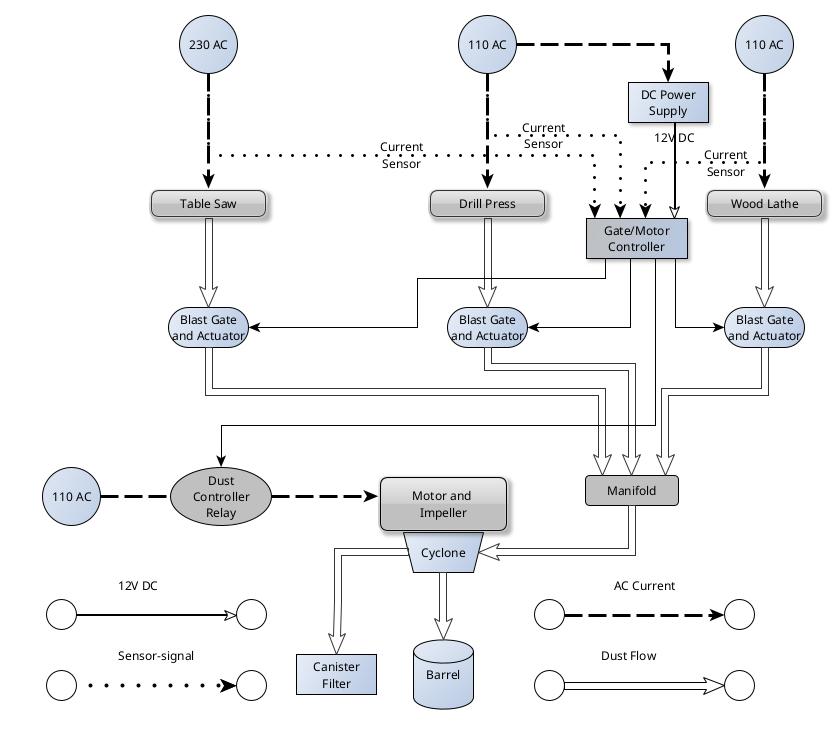 230 AC
110 AC
110 AC
DC Power
Supply
12V DC
Current
Sensor
Current
Sensor
Current
Sensor
Table Saw
Drill Press
Wood Lathe
Gate/Motor
Controller
Blast Gate
and Actuator
Blast Gate
and Actuator
Blast Gate
and Actuator
110 AC
Dust
Controller
Relay
Motor and
Impeller
Manifold
Cyclone
12V DC
AC Current
Sensor-signal
Canister
Filter
Barrel
Dust Flow